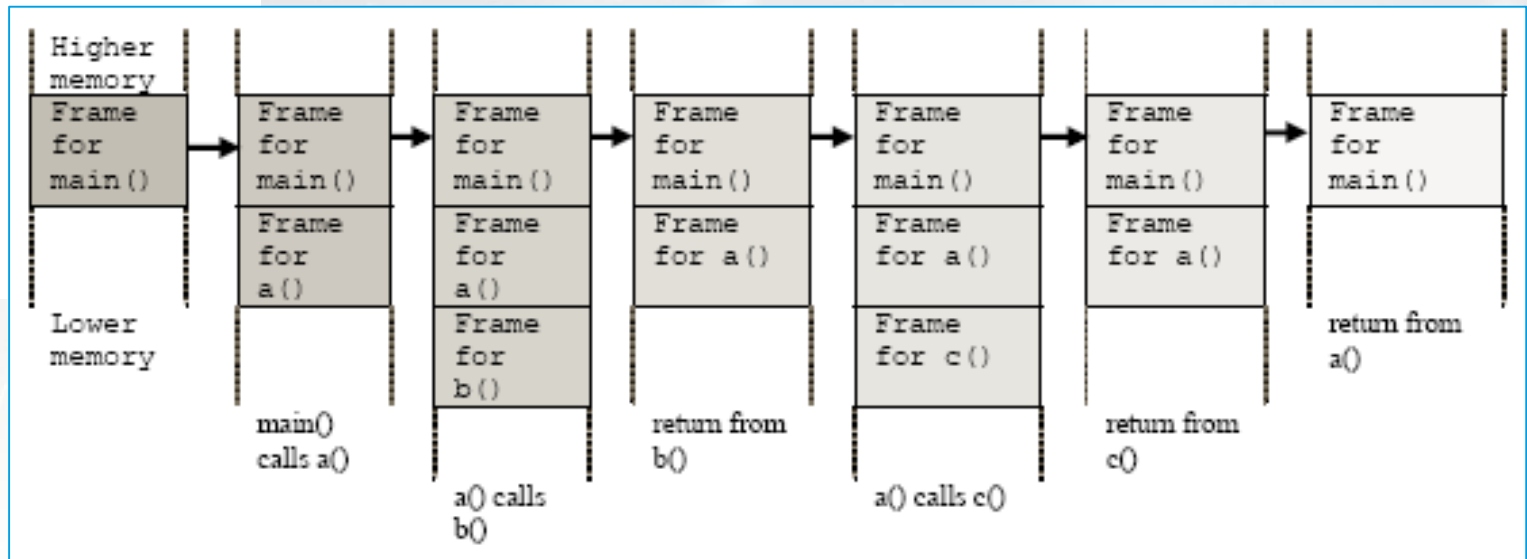 Higher
memory
Frame
for
main()
Lower
memory
Frame
for
main()
Frame
for
a()
main()
calls a()
Frame
for
main()
Frame
for
a()
Frame
for
b()
a() calls
b()
Frame
for
main()
Frame
for a()
return from
b()
Frame
for
main()
Frame
for a()
Frame
for c()
a() calls c()
Frame
for
main()
Frame
for a()
return from
c()
Frame
for
main()
return from
a()